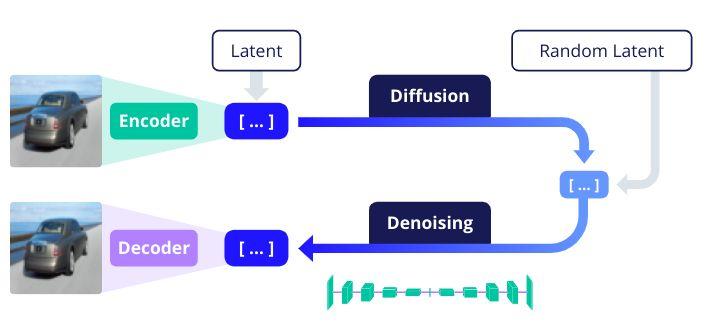 Latent
Random Latent
Diffusion
Encoder
[ ... ]
[ ... ]
Denoising
Decoder
[ ... ]